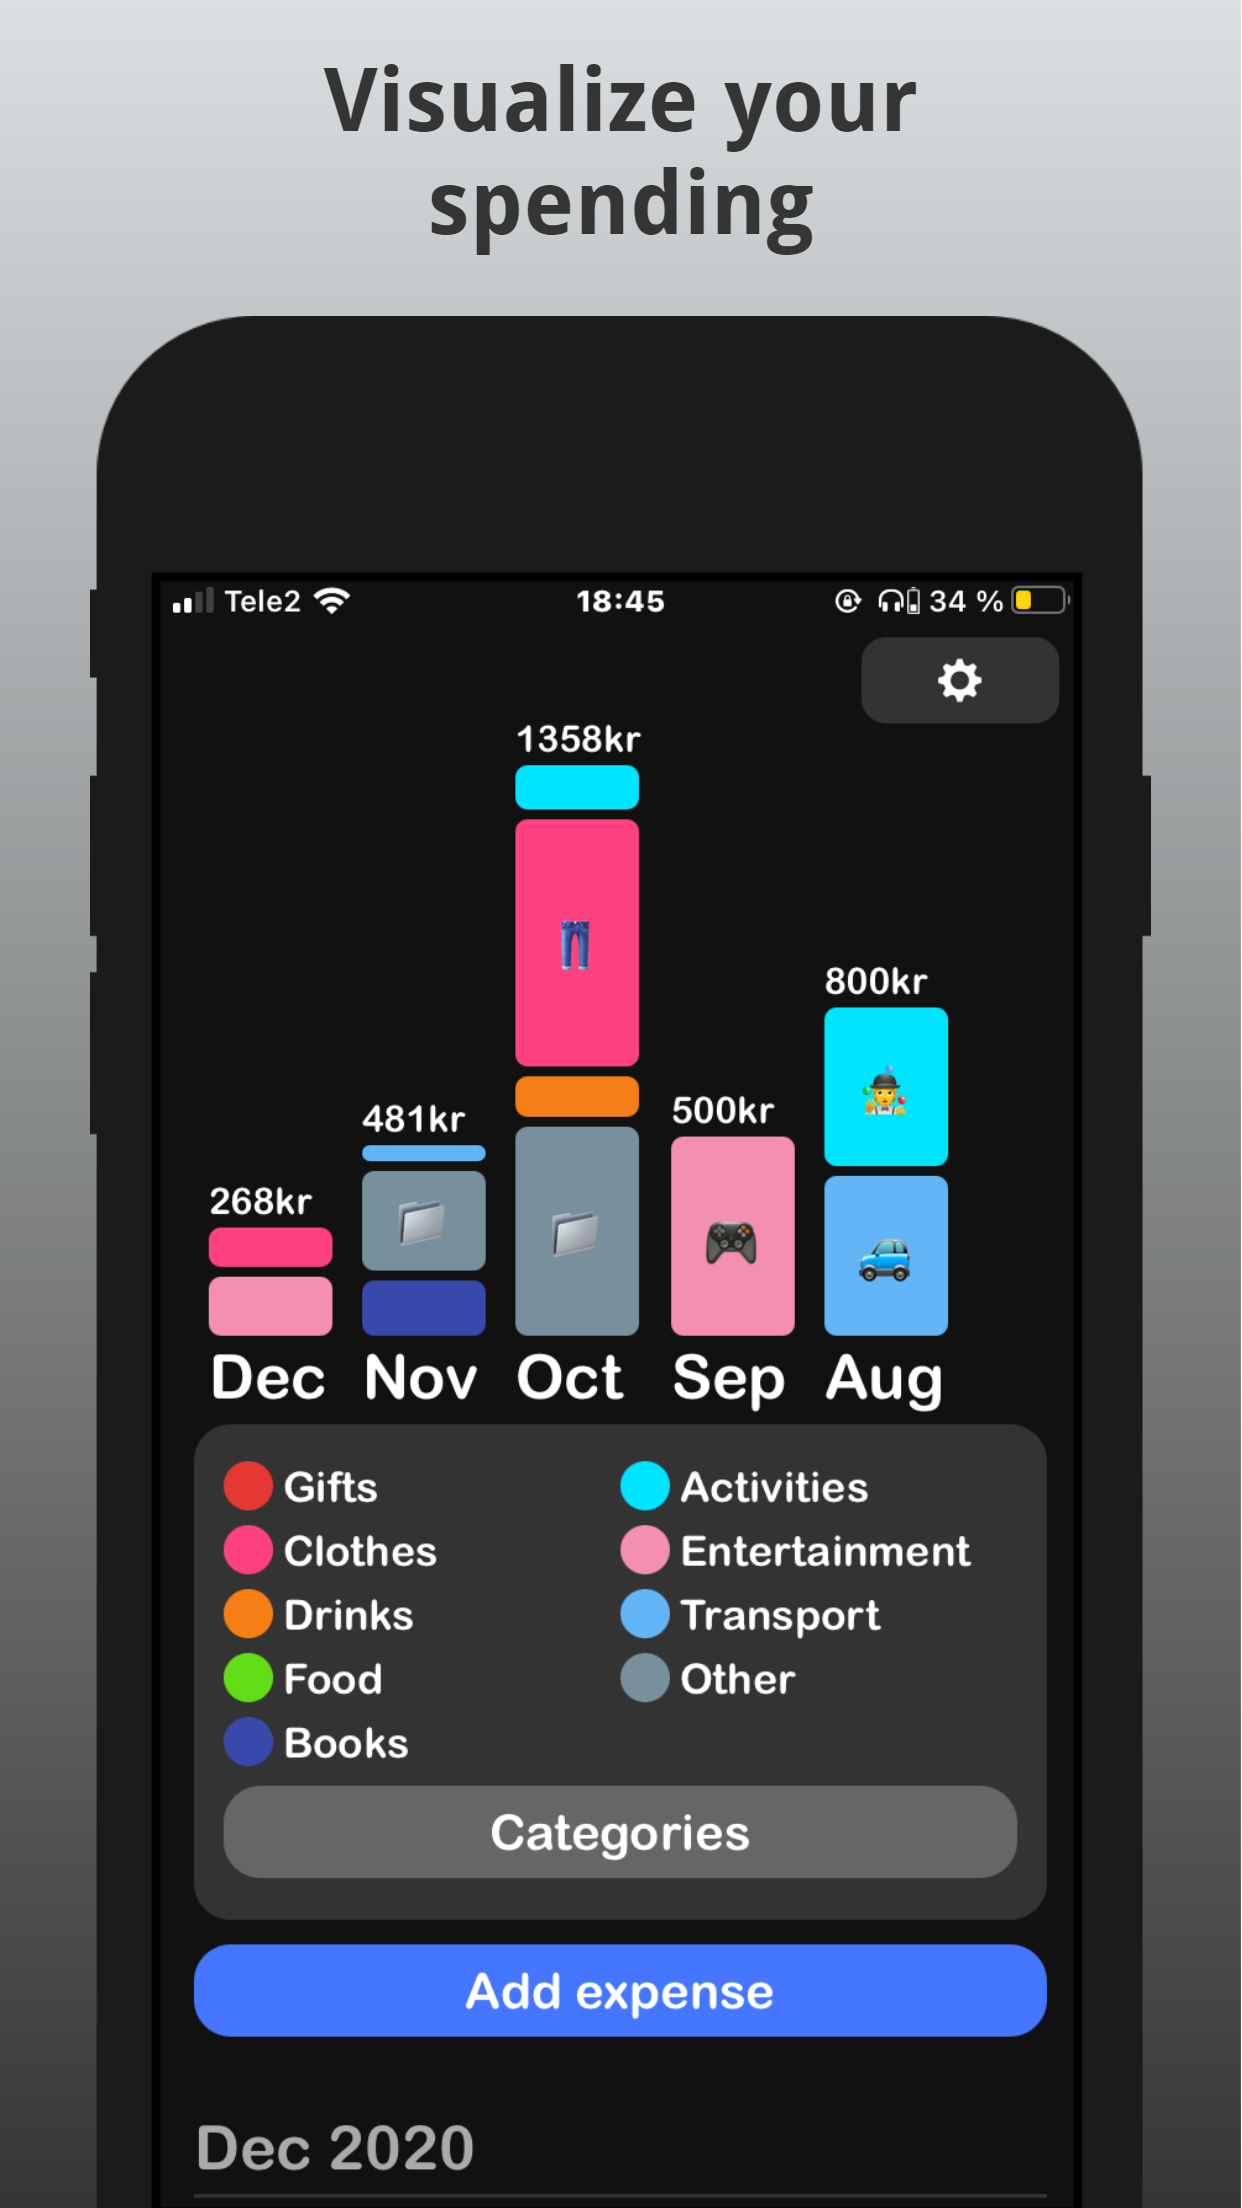 Visualize your
spending
Tele2 18:45 34 %
1358kr
800kr
500kr
481kr
268kr
Dec Nov Oct Sep Aug
Gifts Activities
Clothes Entertainment
Drinks Transport
Food Other
Books
Categories
Add expense
Dec 2020